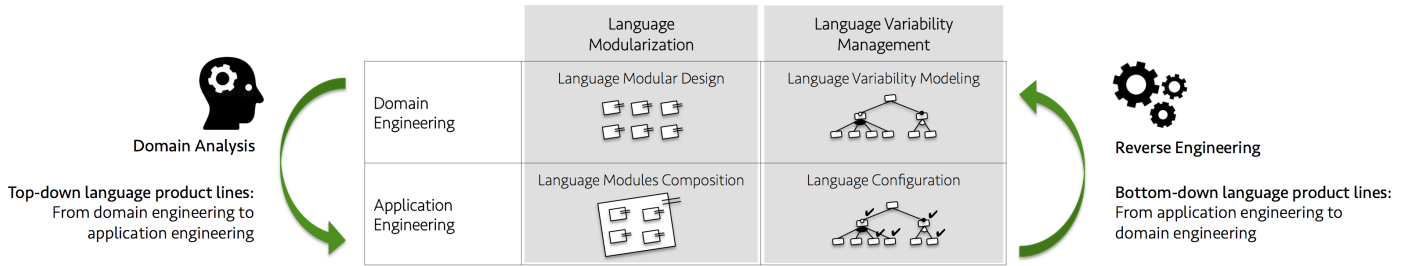 Language
Modularization
Language Variability
Management
Domain
Engineering
Language Modular Design
Language Variability Modeling
Application
Engineering
Language Modules Composition
Language Configuration
Domain Analysis
Top-down language product lines:
From domain engineering to
application engineering
Reverse Engineering
Bottom-down language product lines:
From application engineering to
domain engineering